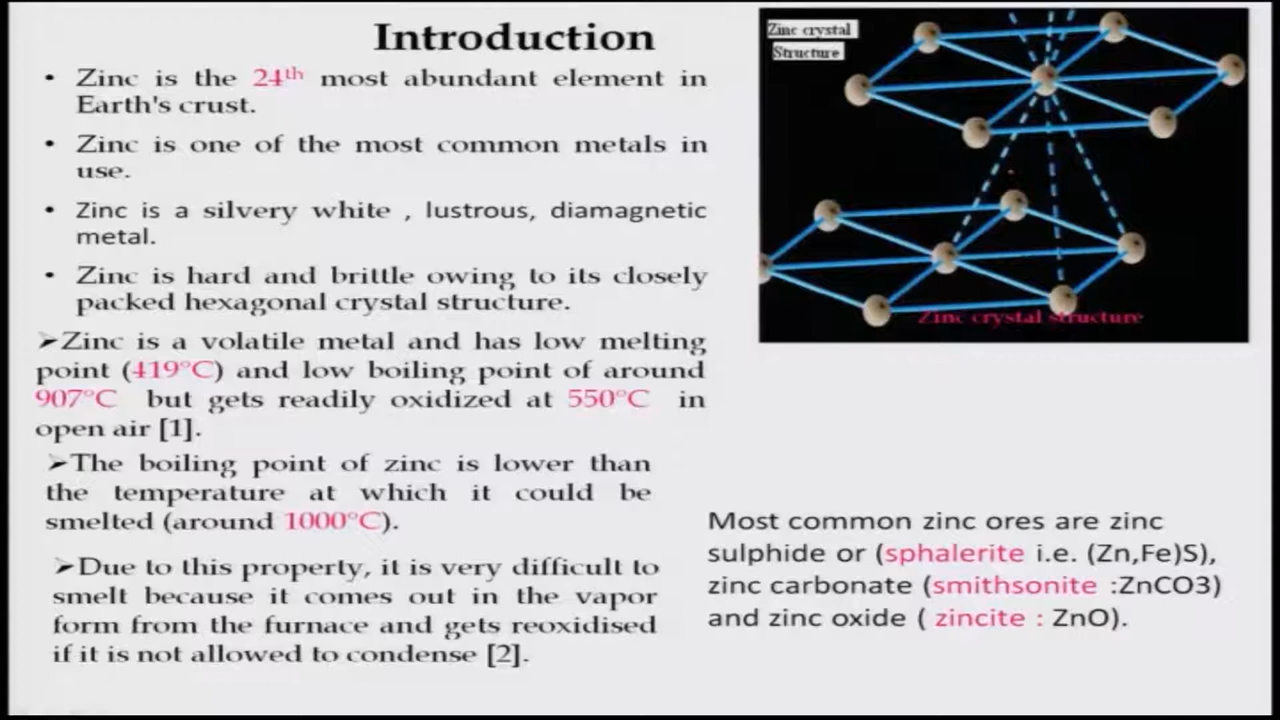 Introduction
• Zinc is the 24th most abundant element in
Earth's crust.
• Zinc is one of the most common metals in
use.
• Zinc is a silvery white , lustrous, diamagnetic
metal.
• Zinc is hard and brittle owing to its closely
packed hexagonal crystal structure.
➢Zinc is a volatile metal and has low melting
point (419°C) and low boiling point of around
907°C but gets readily oxidized at 550°C in
open air [1].
➢The boiling point of zinc is lower than
the temperature at which it could be
smelted (around 1000°C).
➢Due to this property, it is very difficult to
smelt because it comes out in the vapor
form from the furnace and gets reoxidised
if it is not allowed to condense [2].
Zinc crystal
Structure
Zinc crystal structure
Most common zinc ores are zinc
sulphide or (sphalerite i.e. (Zn,Fe)S),
zinc carbonate (smithsonite :ZnCO3)
and zinc oxide ( zincite : ZnO).